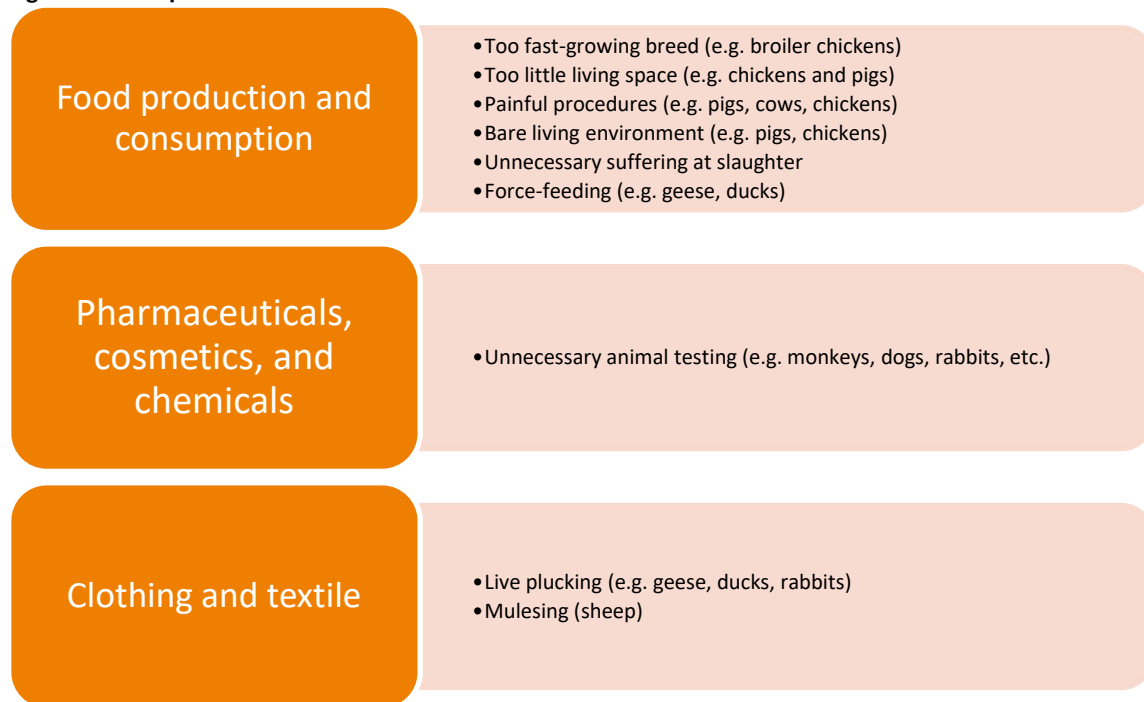 Food production and
consumption
•Too fast-growing breed (e.g. broiler chickens)
•Too little living space (e.g. chickens and pigs)
•Painful procedures (e.g. pigs, cows, chickens)
•Bare living environment (e.g. pigs, chickens)
•Unnecessary suffering at slaughter
•Force-feeding (e.g. geese, ducks)
Pharmaceuticals,
cosmetics, and
chemicals
•Unnecessary animal testing (e.g. monkeys, dogs, rabbits, etc.)
Clothing and textile
•Live plucking (e.g. geese, ducks, rabbits)
•Mulesing (sheep)